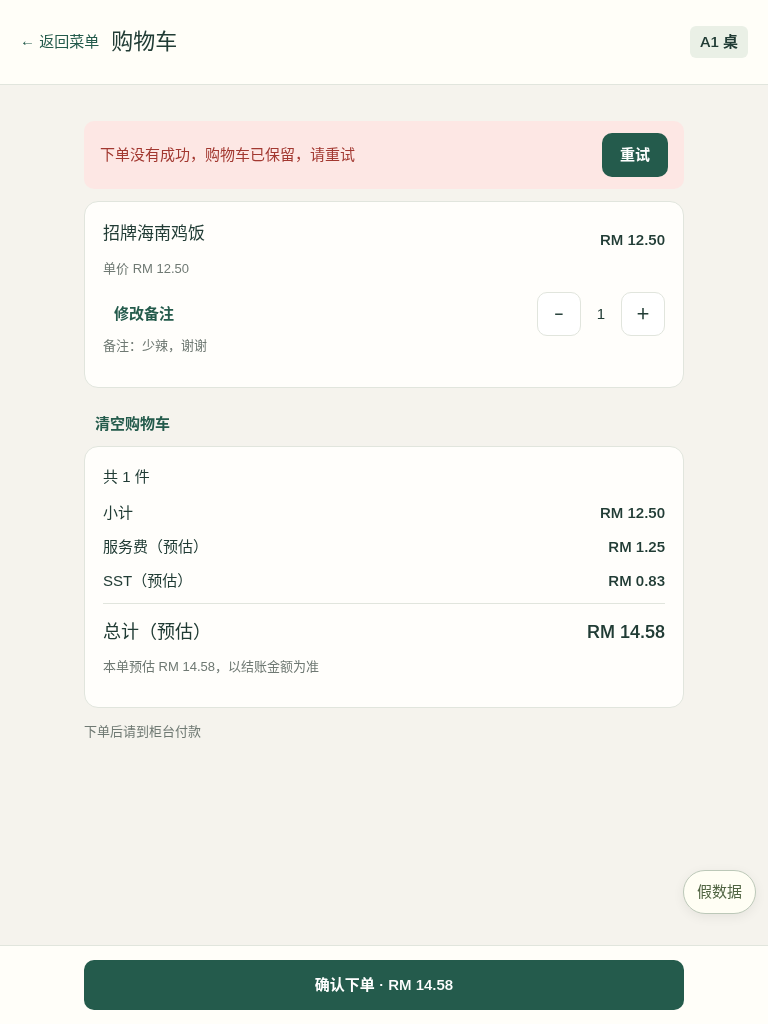 ← 返回菜单 购物车 A1 桌
下单没有成功，购物车已保留，请重试 重试
招牌海南鸡饭 RM 12.50
单价 RM 12.50
修改备注 - 1 +
备注：少辣，谢谢
清空购物车
共 1 件
小计 RM 12.50
服务费（预估） RM 1.25
SST（预估） RM 0.83
总计（预估） RM 14.58
本单预估 RM 14.58，以结账金额为准
下单后请到柜台付款
假数据
确认下单 · RM 14.58